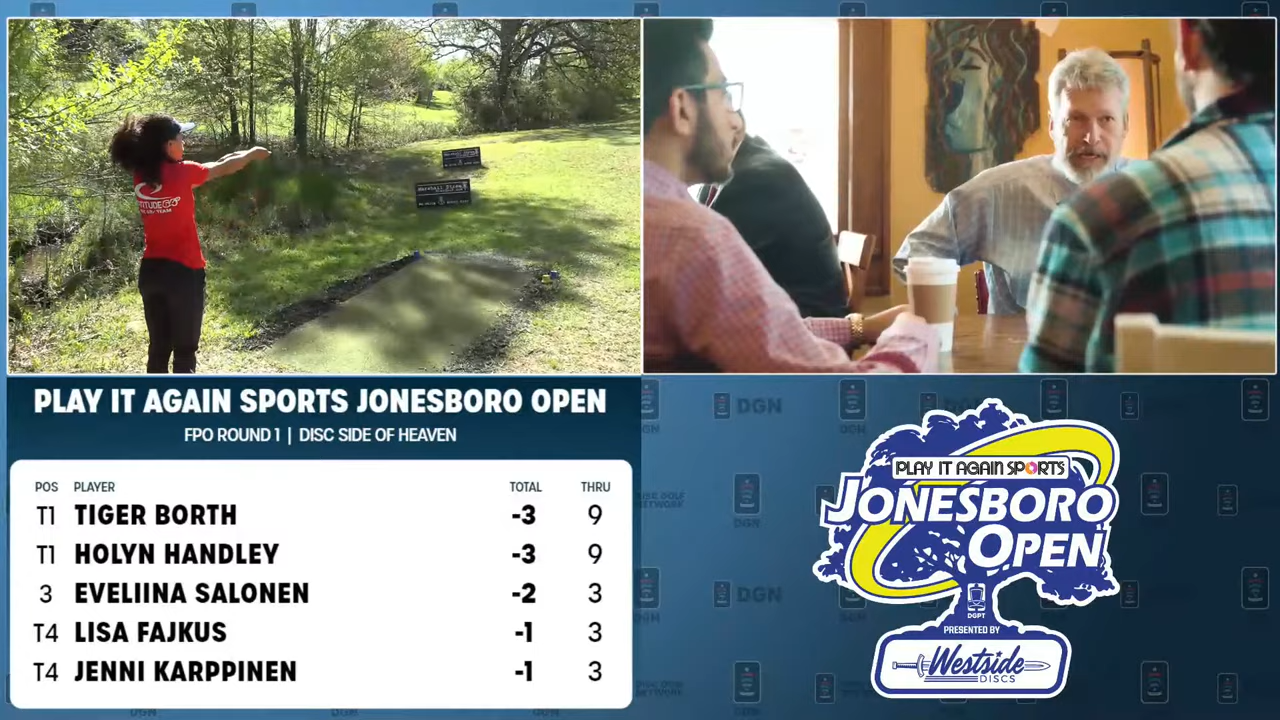 TITUDE64
PLAY IT AGAIN SPORTS JONESBORO OPEN
FPO ROUND 1 | DISC SIDE OF HEAVEN
POS PLAYER TOTAL THRU
T1 TIGER BORTH -3 9
T1 HOLYN HANDLEY -3 9
3 EVELIINA SALONEN -2 3
T4 LISA FAJKUS -1 3
T4 JENNI KARPPINEN -1 3
DGN
DGN
PLAY IT AGAIN SPORTS
JONESBORO
OPEN
DGPT
PRESENTED BY
Westside
DISCS